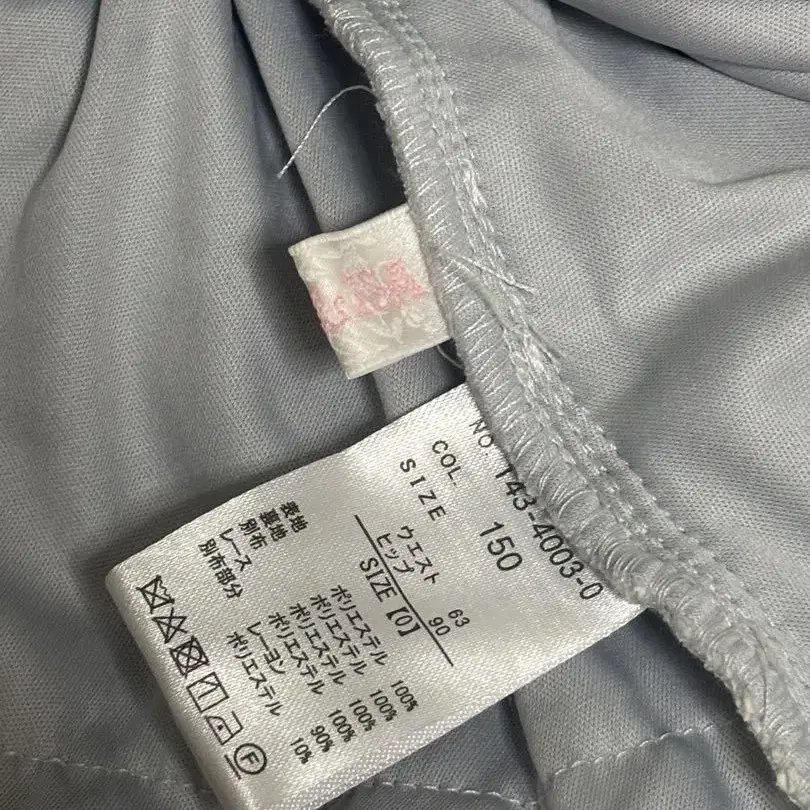 NO. T43-4003-0
COL. 150
SIZE
ウエスト 63
ヒップ 90
SIZE【0】
表地 ポリエステル 100%
裏地 ポリエステル 100%
別布 ポリエステル 100%
レース ポリエステル 100%
別布部分 レーヨン 90%
ポリエステル 10%
F